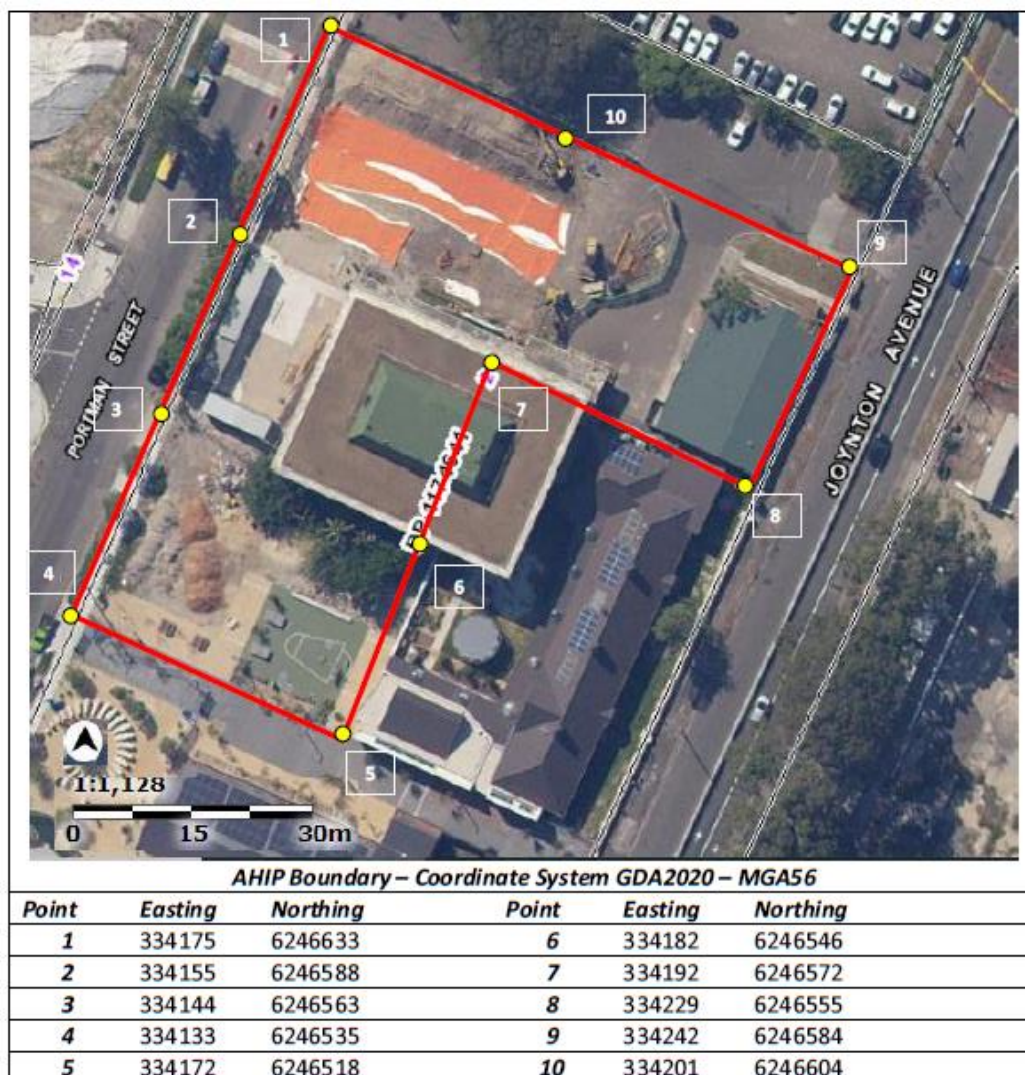 1
10
2
9
14
PORTMAN STREET
JOYNTON AVENUE
3
7
8
4
6
5
1:1,128
0 15 30m
AHIP Boundary – Coordinate System GDA2020 – MGA56
Point Easting Northing Point Easting Northing
1 334175 6246633 6 334182 6246546
2 334155 6246588 7 334192 6246572
3 334144 6246563 8 334229 6246555
4 334133 6246535 9 334242 6246584
5 334172 6246518 10 334201 6246604